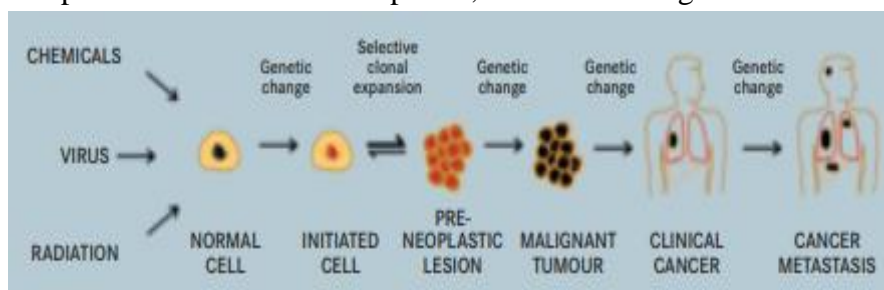 CHEMICALS
VIRUS
RADIATION
Genetic
change
Selective
clonal
expansion
Genetic
change
Genetic
change
Genetic
change
NORMAL
CELL
INITIATED
CELL
PRE-
NEOPLASTIC
LESION
MALIGNANT
TUMOUR
CLINICAL
CANCER
CANCER
METASTASIS